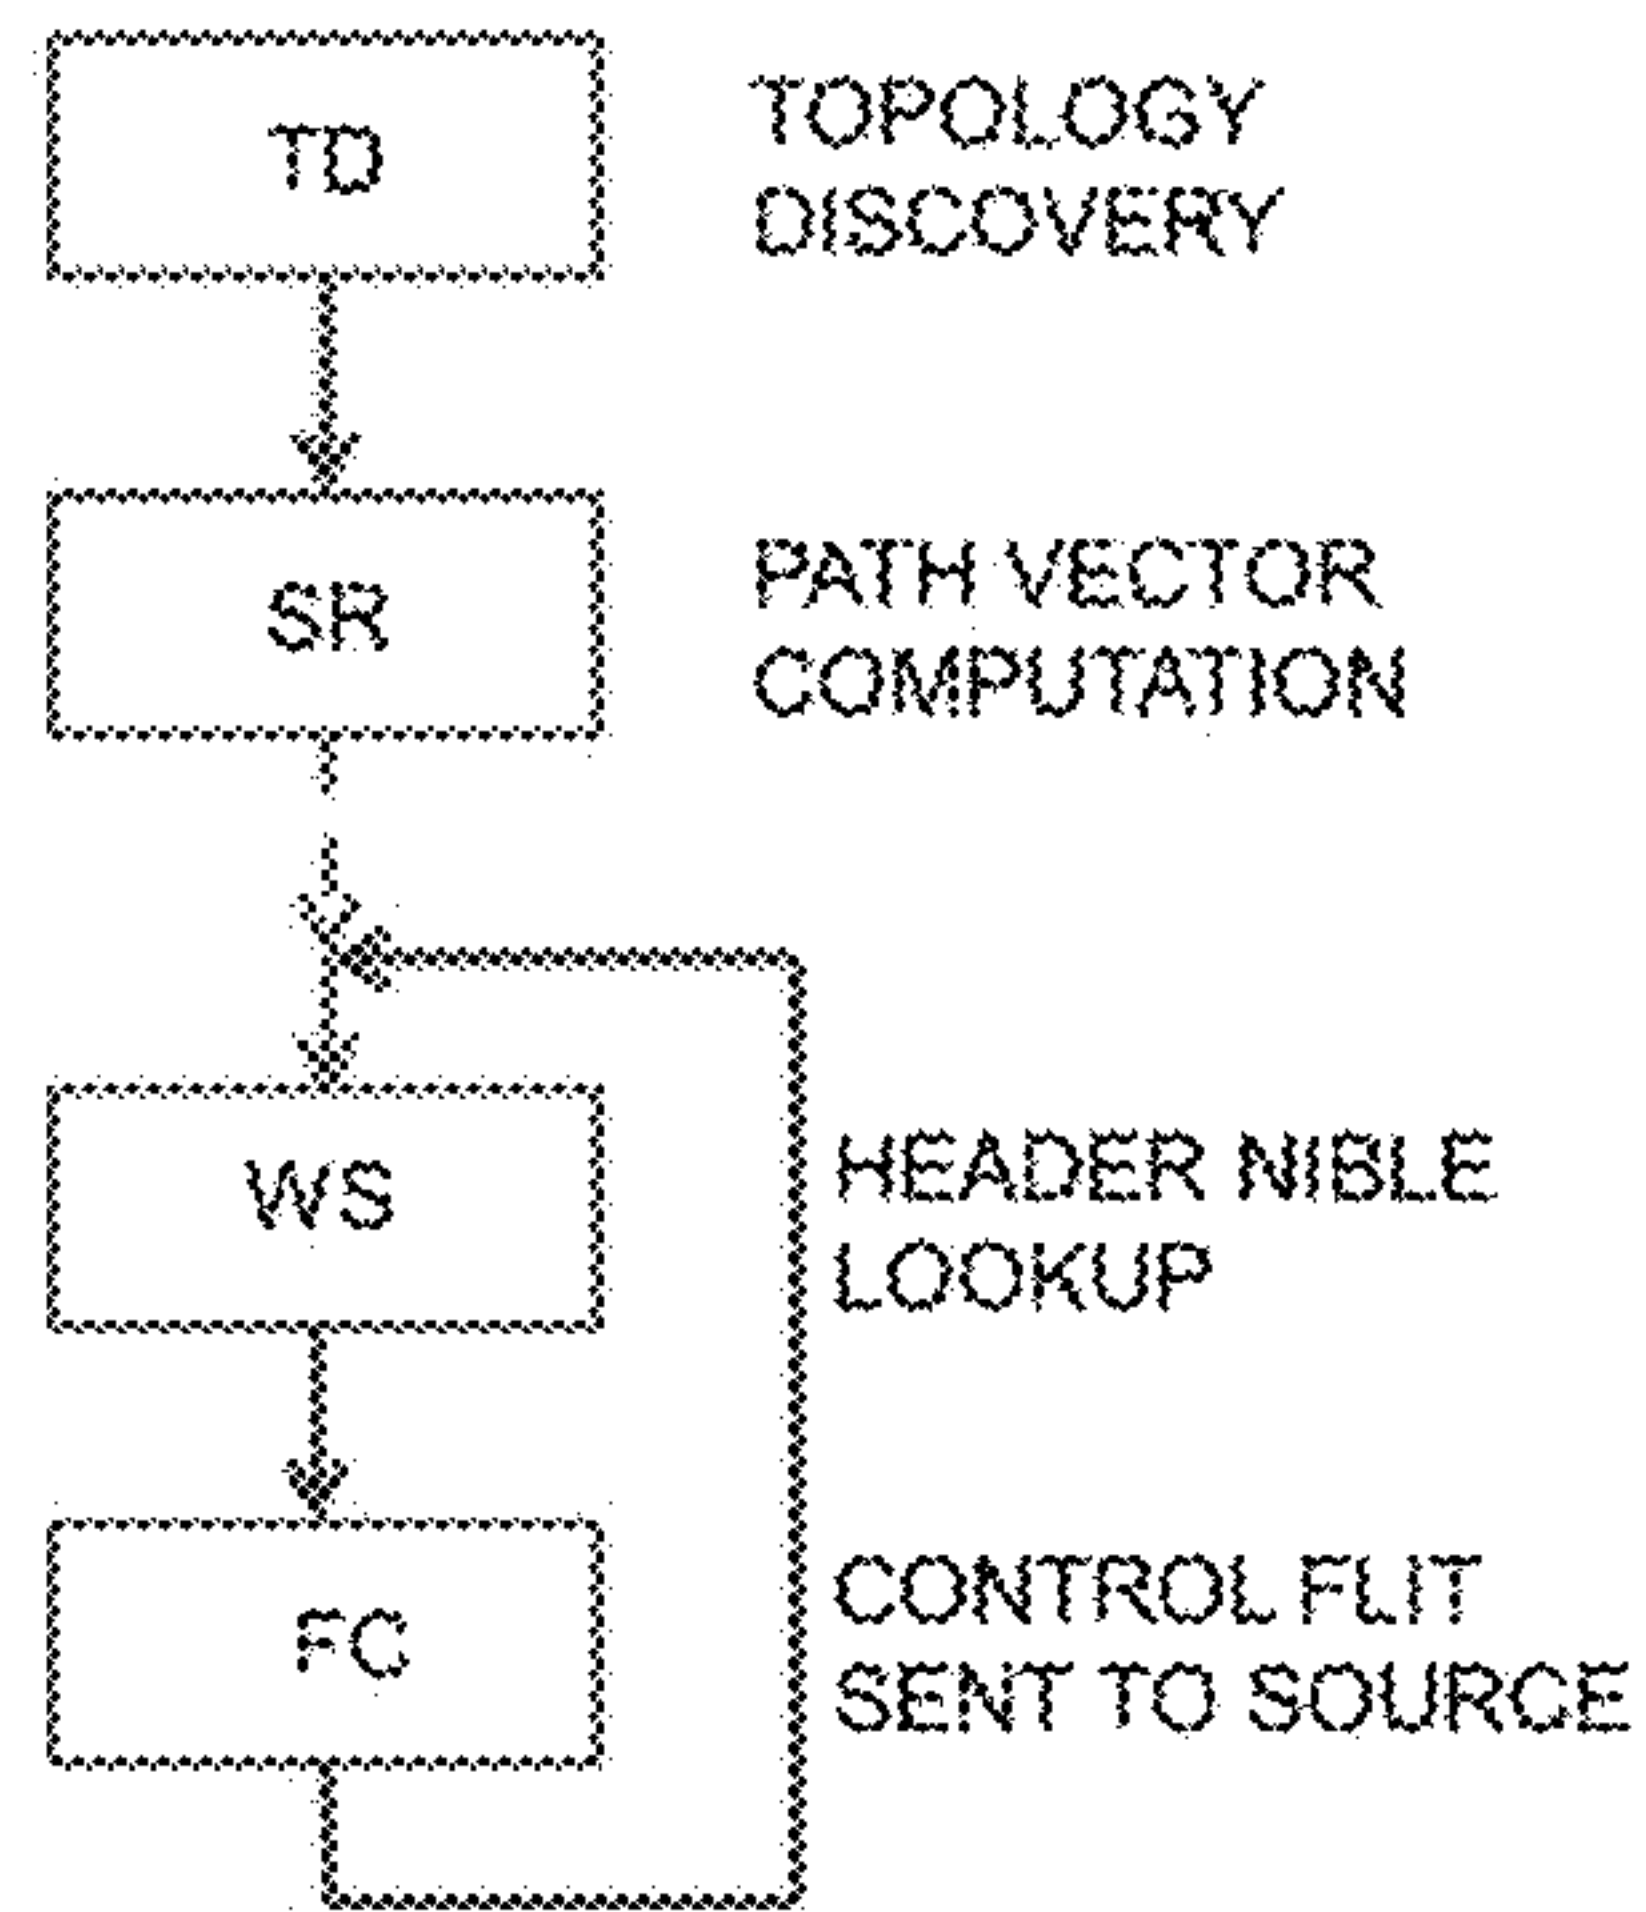 TD
TOPOLOGY
DISCOVERY
SR
PATH VECTOR
COMPUTATION
WS
HEADER NIBLE
LOOKUP
FC
CONTROL FLIT
SENT TO SOURCE